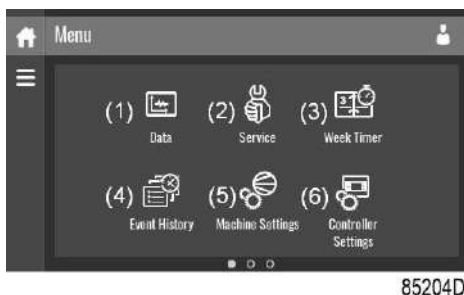 Menu
(1) (2) (3)
Data Service Week Timer
(4) (5) (6)
Event History Machine Settings Controller
Settings
85204D